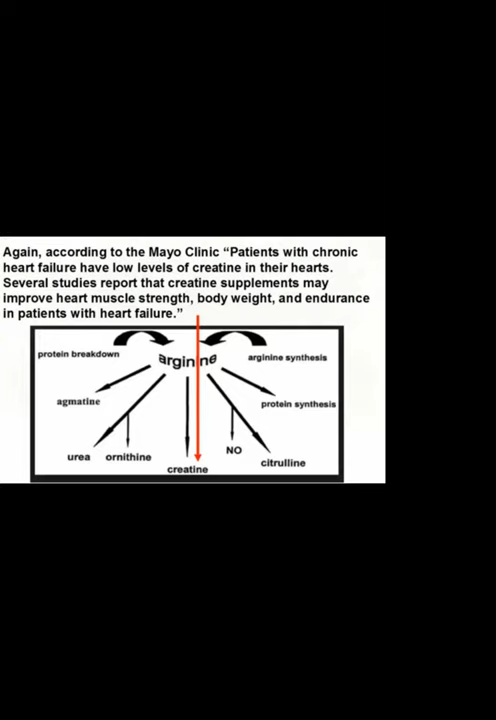 Again, according to the Mayo Clinic “Patients with chronic
heart failure have low levels of creatine in their hearts.
Several studies report that creatine supplements may
improve heart muscle strength, body weight, and endurance
in patients with heart failure.”
protein breakdown
arginine
arginine synthesis
agmatine
protein synthesis
urea
ornithine
creatine
NO
citrulline